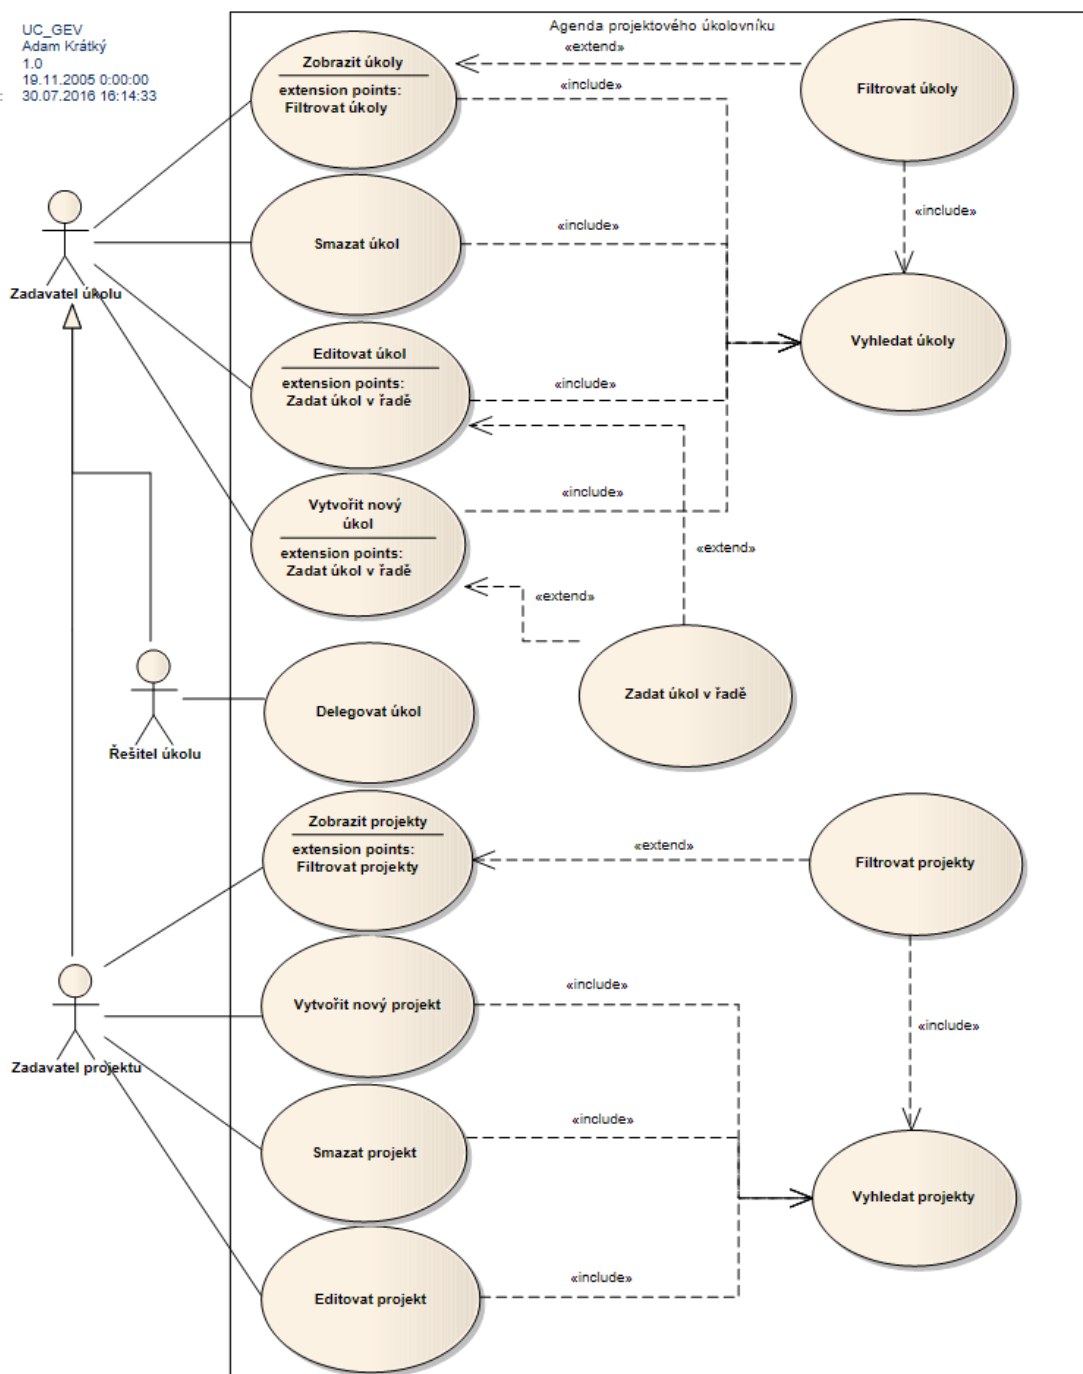 UC_GEV
Adam Krátký
1.0
19.11.2005 0:00:00
: 30.07.2016 16:14:33
Agenda projektového úkolovníku
«extend»
Zobrazit úkoly
extension points:
Filtrovat úkoly
«include»
Filtrovat úkoly
«include»
Smazat úkol
«include»
Zadavatel úkolu
Vyhledat úkoly
Editovat úkol
extension points:
Zadat úkol v řadě
«include»
Vytvořit nový
úkol
extension points:
Zadat úkol v řadě
«include»
«extend»
«extend»
Zadat úkol v řadě
Delegovat úkol
Řešitel úkolu
Zobrazit projekty
extension points:
Filtrovat projekty
«extend»
Filtrovat projekty
Vytvořit nový projekt
«include»
«include»
Zadavatel projektu
Smazat projekt
«include»
Vyhledat projekty
Editovat projekt
«include»